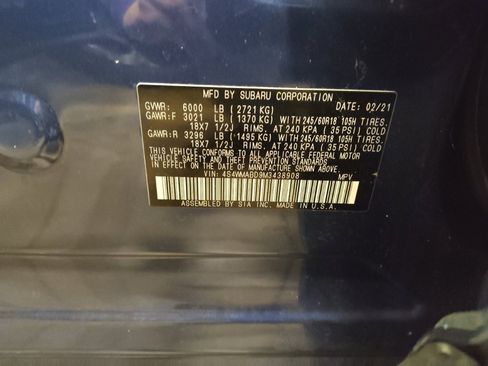 MFD BY SUBARU CORPORATION
GVWR: 6000 LB (2721 KG) DATE: 02/21
GAWR:F 3021 LB (1370 KG) WITH 245/60R18 105H TIRES.
18X7 1/2J RIMS. AT 240 KPA (35 PSI) COLD
GAWR:R 3296 LB (1495 KG) WITH 245/60R18 105H TIRES.
18X7 1/2J RIMS. AT 240 KPA (35 PSI) COLD
THIS VEHICLE CONFORMS TO ALL APPLICABLE FEDERAL MOTOR
VEHICLE SAFETY AND THEFT PREVENTION STANDARDS
IN EFFECT ON THE DATE OF MANUFACTURE SHOWN ABOVE.
VIN: 4S4WMABD9M3438908 MPV
ASSEMBLED BY SIA INC. MADE IN U.S.A.